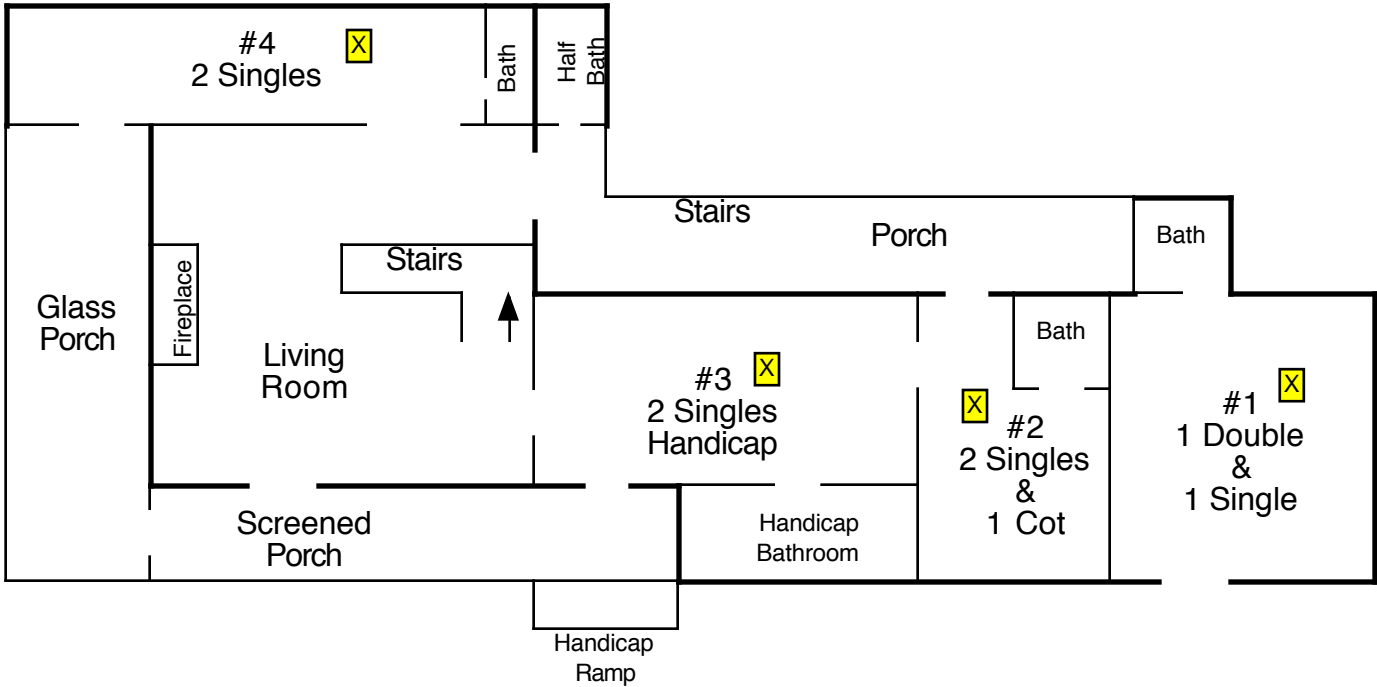 #4
2 Singles
X
Bath
Half
Bath
Stairs
Porch
Bath
Stairs
Fireplace
Glass
Porch
Living
Room
#3
2 Singles
Handicap
X
Bath
X
#2
2 Singles
&
1 Cot
X
#1
1 Double
&
1 Single
Screened
Porch
Handicap
Bathroom
Handicap
Ramp